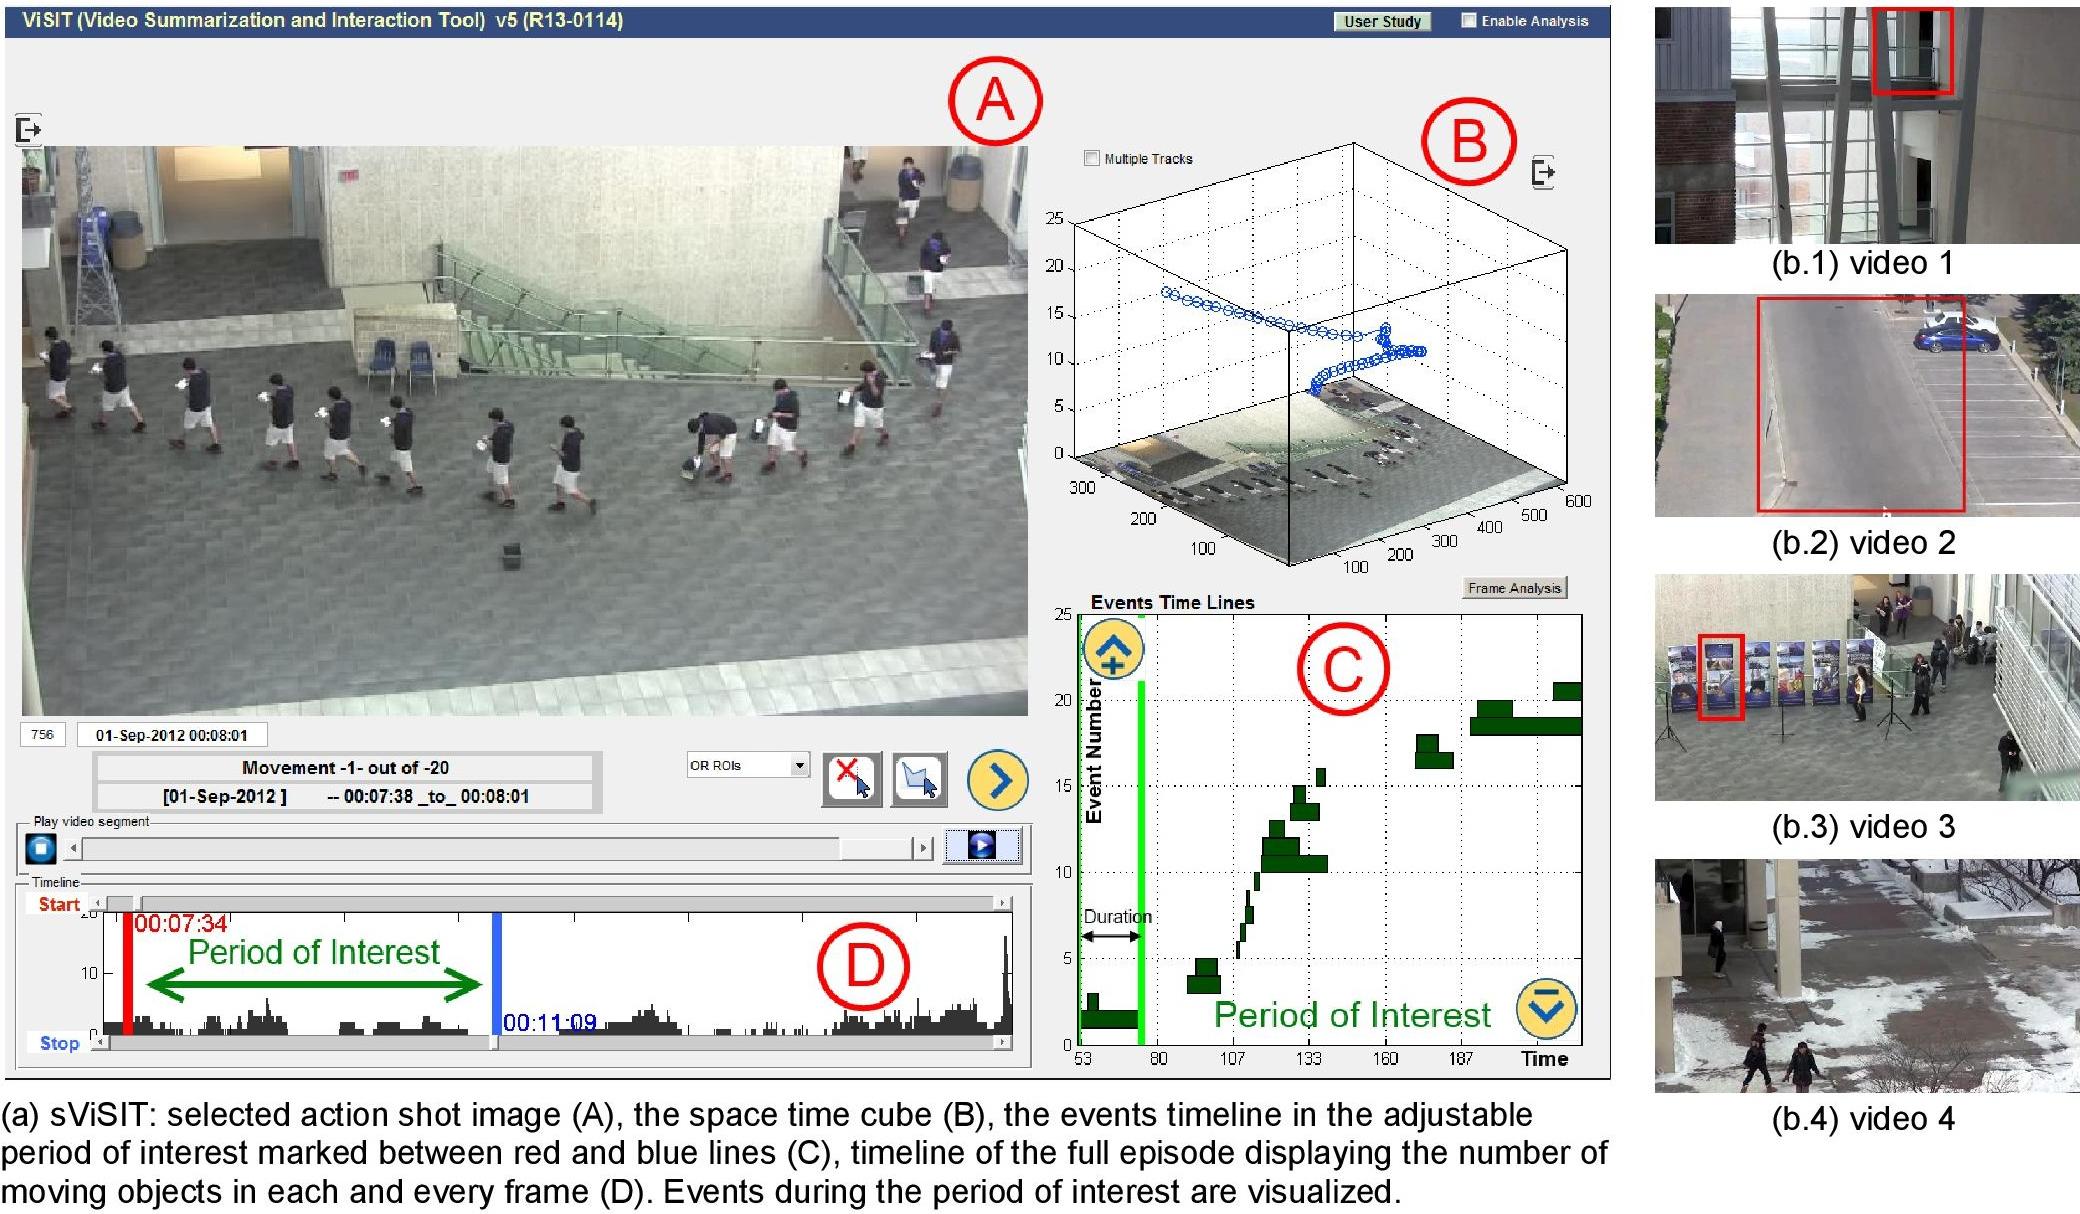 ViSIT (Video Summarization and Interaction Tool) v5 (R13-0114)
User Study
Enable Analysis
A
B
Multiple Tracks
25
20
15
10
5
0
300
200
100
100
200
300
400
500
600
756
01-Sep-2012 00:08:01
Movement -1- out of -20
[01-Sep-2012 ] -- 00:07:38 _to_ 00:08:01
OR ROIs
Play video segment
Timeline
Start
00:07:34
Period of Interest
10
00:11:09
Stop
D
Frame Analysis
Events Time Lines
25
20
15
10
5
0
Event Number
C
Duration
Period of Interest
53
80
107
133
160
187
Time
(b.1) video 1
(b.2) video 2
(b.3) video 3
(b.4) video 4
(a) sViSIT: selected action shot image (A), the space time cube (B), the events timeline in the adjustable
period of interest marked between red and blue lines (C), timeline of the full episode displaying the number of
moving objects in each and every frame (D). Events during the period of interest are visualized.